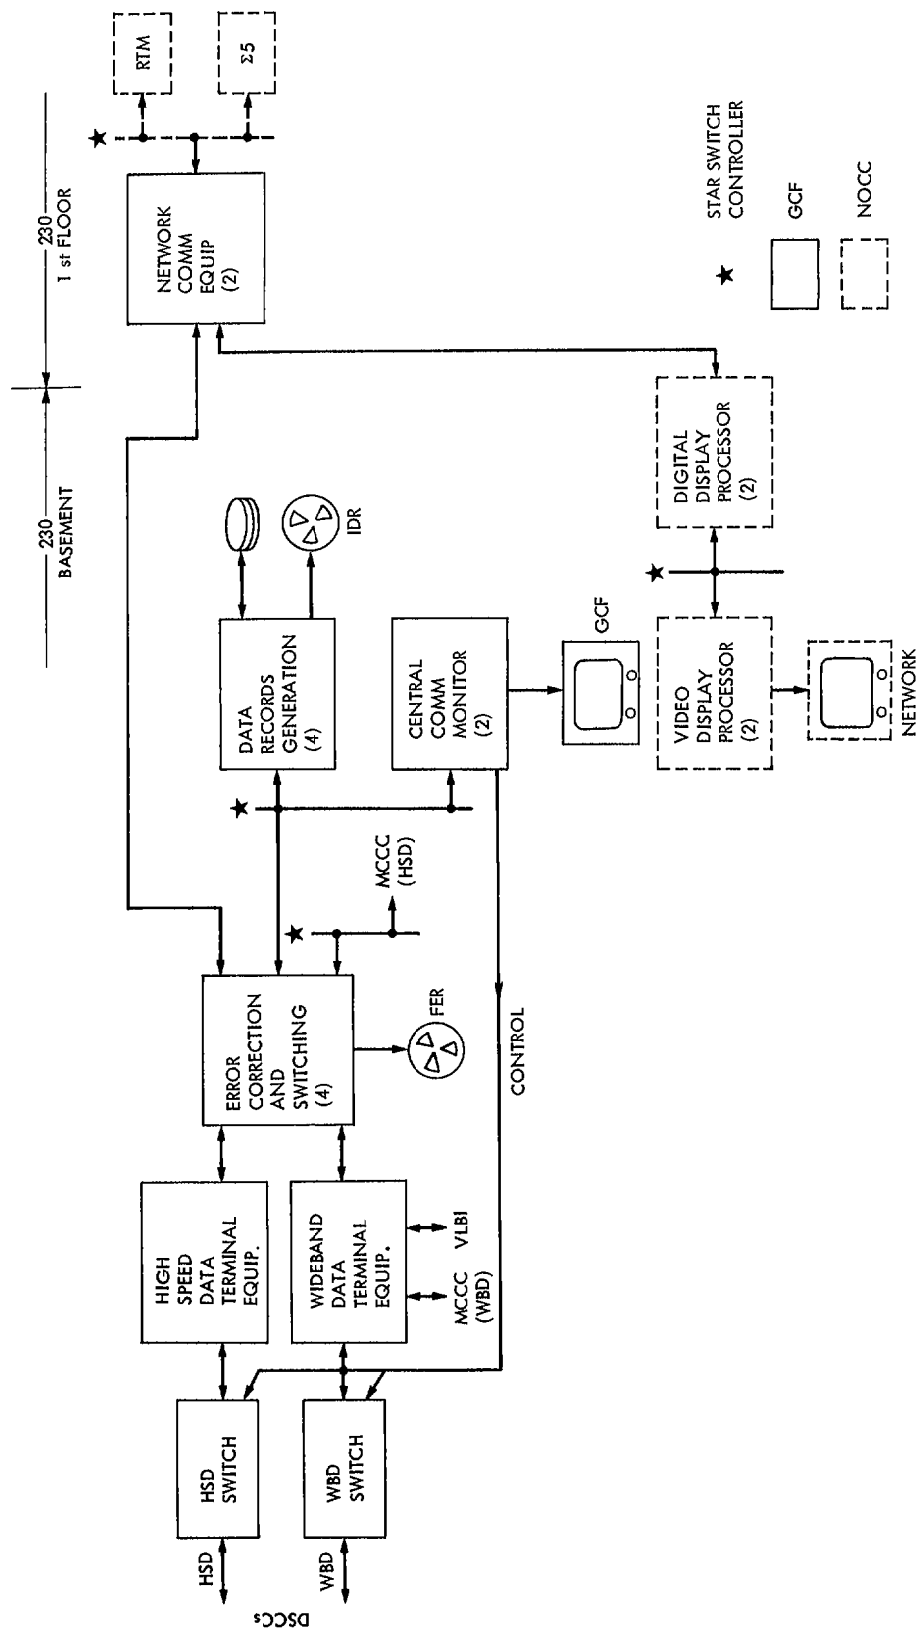 DSCCs
HSD
WBD
HSD
SWITCH
WBD
SWITCH
HIGH
SPEED
DATA
TERMINAL
EQUIP.
WIDEBAND
DATA
TERMINAL
EQUIP.
MCCC
(WBD)
VLBI
ERROR
CORRECTION
AND
SWITCHING
(4)
FER
CONTROL
MCCC
(HSD)
DATA
RECORDS
GENERATION
(4)
IDR
CENTRAL
COMM
MONITOR
(2)
GCF
VIDEO
DISPLAY
PROCESSOR
(2)
NETWORK
DIGITAL
DISPLAY
PROCESSOR
(2)
230
BASEMENT
230
1 st FLOOR
NETWORK
COMM
EQUIP
(2)
RTM
Σ5
STAR SWITCH
CONTROLLER
GCF
NOCC